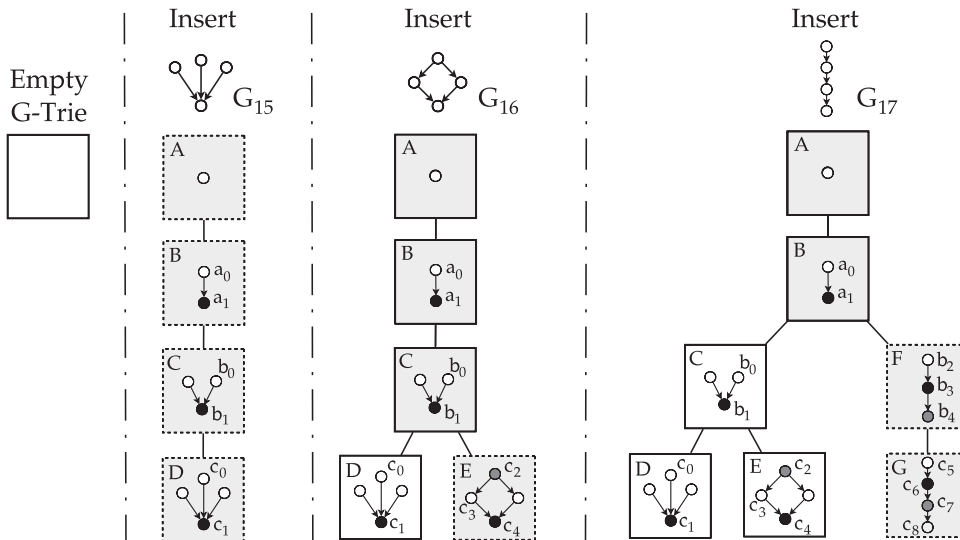 Empty
G-Trie
Insert
G15
A
B
a0
a1
C
b0
b1
D
c0
c1
Insert
G16
A
B
a0
a1
C
b0
b1
D
c0
c1
E
c2
c3
c4
Insert
G17
A
B
a0
a1
C
b0
b1
F
b2
b3
b4
D
c0
c1
E
c2
c3
c4
G
c5
c6
c7
c8